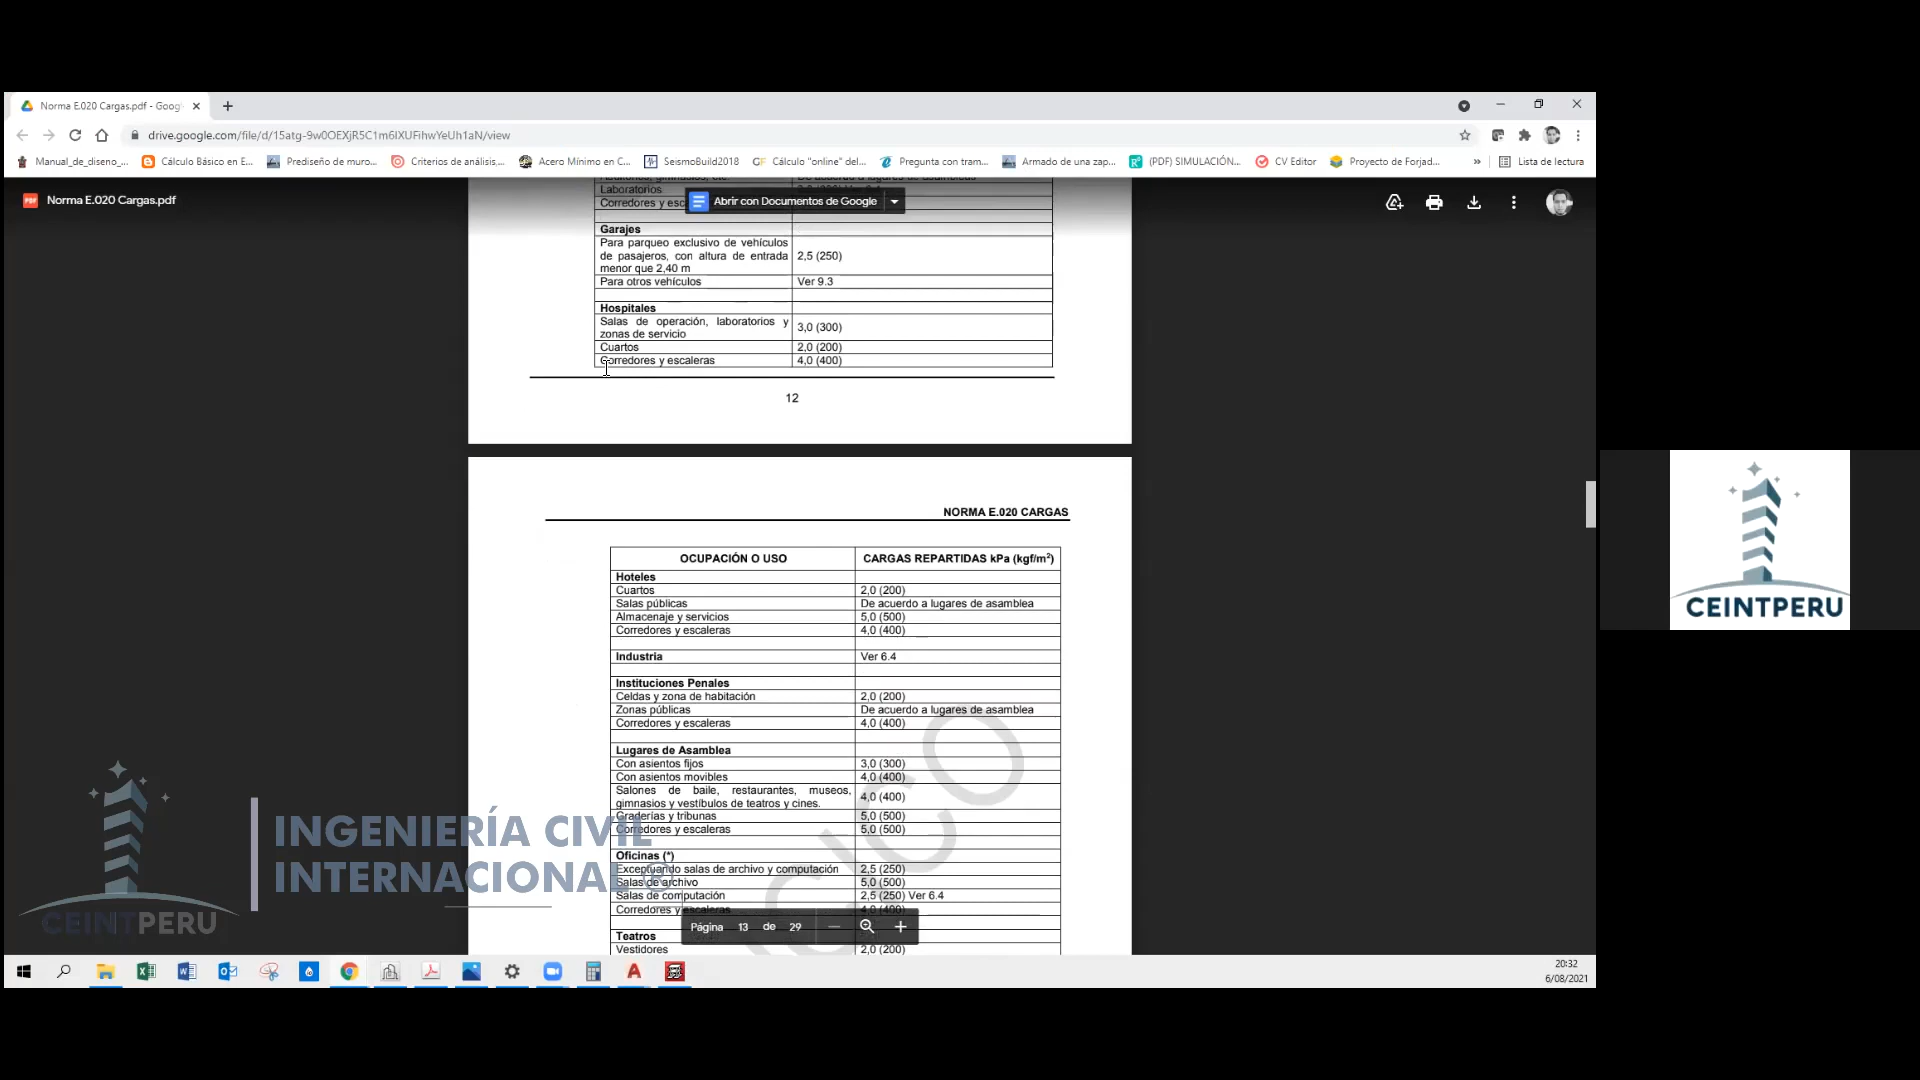 Norma E.020 Cargas.pdf - Goog
drive.google.com/file/d/15atg-9w0OEXjR5C1m6IXUFihwYeUh1aN/view
Manual_de_diseno_...
Cálculo Básico en E...
Prediseño de muro...
Criterios de análisis,...
Acero Mínimo en C...
SeismoBuild2018
GF Cálculo "online" del...
Pregunta con tram...
Armado de una zap...
(PDF) SIMULACIÓN...
CV Editor
Proyecto de Forjad...
»
Lista de lectura
PDF
Norma E.020 Cargas.pdf
Abrir con Documentos de Google
Laboratorios
Corredores y esc
Garajes
Para parqueo exclusivo de vehículos
de pasajeros, con altura de entrada
menor que 2,40 m
2,5 (250)
Para otros vehículos
Ver 9.3
Hospitales
Salas de operación, laboratorios y
zonas de servicio
3,0 (300)
Cuartos
2,0 (200)
Corredores y escaleras
4,0 (400)
12
NORMA E.020 CARGAS
OCUPACIÓN O USO
CARGAS REPARTIDAS kPa (kgf/m²)
Hoteles
Cuartos
2,0 (200)
Salas públicas
De acuerdo a lugares de asamblea
Almacenaje y servicios
5,0 (500)
Corredores y escaleras
4,0 (400)
Industria
Ver 6.4
Instituciones Penales
Celdas y zona de habitación
2,0 (200)
Zonas públicas
De acuerdo a lugares de asamblea
Corredores y escaleras
4,0 (400)
Lugares de Asamblea
Con asientos fijos
3,0 (300)
Con asientos movibles
4,0 (400)
Salones de baile, restaurantes, museos,
gimnasios y vestíbulos de teatros y cines.
4,0 (400)
Graderías y tribunas
5,0 (500)
Corredores y escaleras
5,0 (500)
Oficinas (*)
Exceptuando salas de archivo y computación
2,5 (250)
Salas de archivo
5,0 (500)
Salas de computación
2,5 (250) Ver 6.4
Corredores y escaleras
4,0 (400)
Teatros
Vestidores
2,0 (200)
Página 13 de 29
INGENIERÍA CIVIL
INTERNACIONAL ®
CEINTPERU
CEINTPERU
20:32
6/08/2021